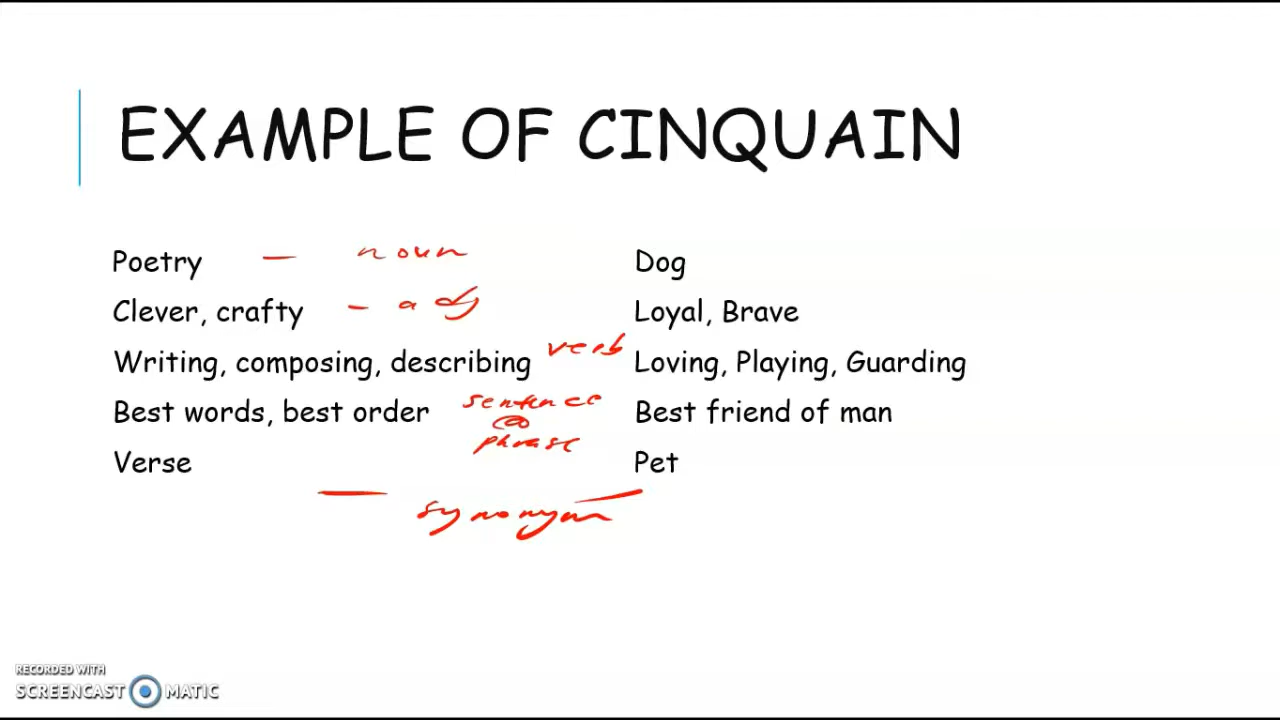 EXAMPLE OF CINQUAIN
Poetry — noun
Clever, crafty — adj
Writing, composing, describing verb
Best words, best order sentence
@
phrase
Verse
— synonym —
Dog
Loyal, Brave
Loving, Playing, Guarding
Best friend of man
Pet
RECORDED WITH
SCREENCAST MATIC